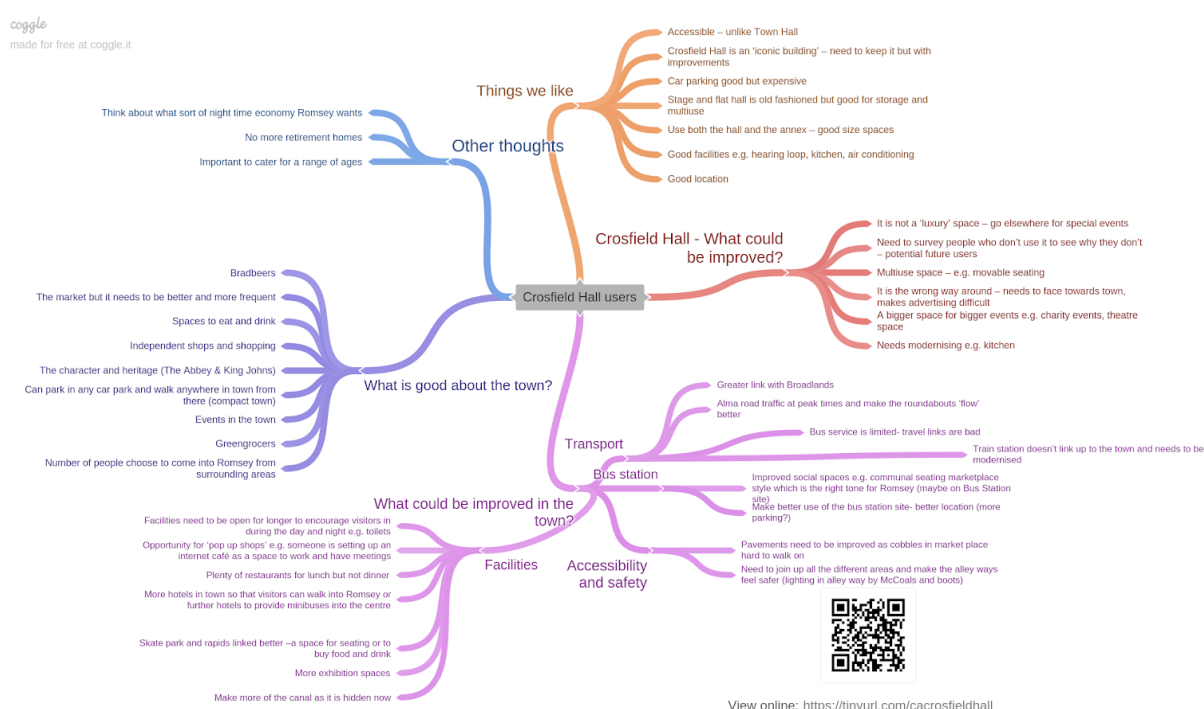 coggle
made for free at coggle.it
Things we like
Accessible – unlike Town Hall
Crosfield Hall is an 'iconic building' – need to keep it but with
improvements
Car parking good but expensive
Stage and flat hall is old fashioned but good for storage and
multiuse
Use both the hall and the annex – good size spaces
Good facilities e.g. hearing loop, kitchen, air conditioning
Good location
Other thoughts
Think about what sort of night time economy Romsey wants
No more retirement homes
Important to cater for a range of ages
Crosfield Hall - What could
be improved?
It is not a 'luxury' space – go elsewhere for special events
Need to survey people who don't use it to see why they don't
– potential future users
Multiuse space – e.g. movable seating
It is the wrong way around – needs to face towards town,
makes advertising difficult
A bigger space for bigger events e.g. charity events, theatre
space
Needs modernising e.g. kitchen
Crosfield Hall users
What is good about the town?
Bradbeers
The market but it needs to be better and more frequent
Spaces to eat and drink
Independent shops and shopping
The character and heritage (The Abbey & King Johns)
Can park in any car park and walk anywhere in town from
there (compact town)
Events in the town
Greengrocers
Number of people choose to come into Romsey from
surrounding areas
What could be improved in the
town?
Transport
Greater link with Broadlands
Alma road traffic at peak times and make the roundabouts 'flow'
better
Bus service is limited- travel links are bad
Train station doesn't link up to the town and needs to be
modernised
Bus station
Improved social spaces e.g. communal seating marketplace
style which is the right tone for Romsey (maybe on Bus Station
site)
Make better use of the bus station site- better location (more
parking?)
Accessibility
and safety
Pavements need to be improved as cobbles in market place
hard to walk on
Need to join up all the different areas and make the alley ways
feel safer (lighting in alley way by McCoals and boots)
Facilities
Facilities need to be open for longer to encourage visitors in
during the day and night e.g. toilets
Opportunity for 'pop up shops' e.g. someone is setting up an
internet café as a space to work and have meetings
Plenty of restaurants for lunch but not dinner
More hotels in town so that visitors can walk into Romsey or
further hotels to provide minibuses into the centre
Skate park and rapids linked better –a space for seating or to
buy food and drink
More exhibition spaces
Make more of the canal as it is hidden now
View online: https://tinyurl.com/cacrosfieldhall